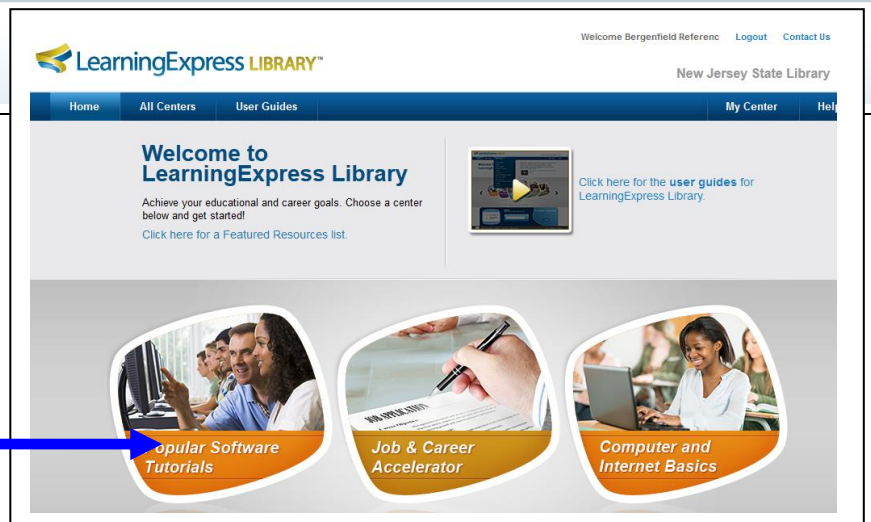 Welcome Bergenfield Referenc Logout Contact Us
LearningExpress LIBRARY™
New Jersey State Library
Home All Centers User Guides My Center Help
Welcome to
LearningExpress Library
Achieve your educational and career goals. Choose a center
below and get started!
Click here for a Featured Resources list.
Click here for the user guides for
LearningExpress Library.
JOB APPLICATION
Popular Software
Tutorials
Job & Career
Accelerator
Computer and
Internet Basics